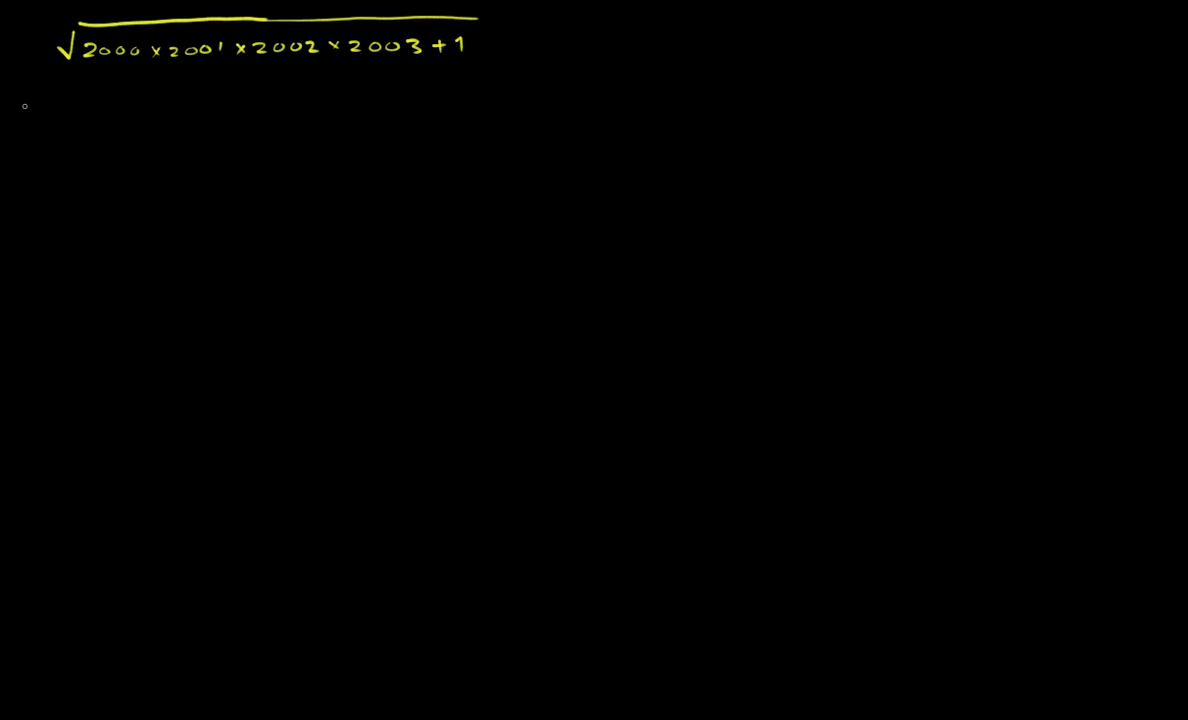 √2000 × 2001 × 2002 × 2003 + 1